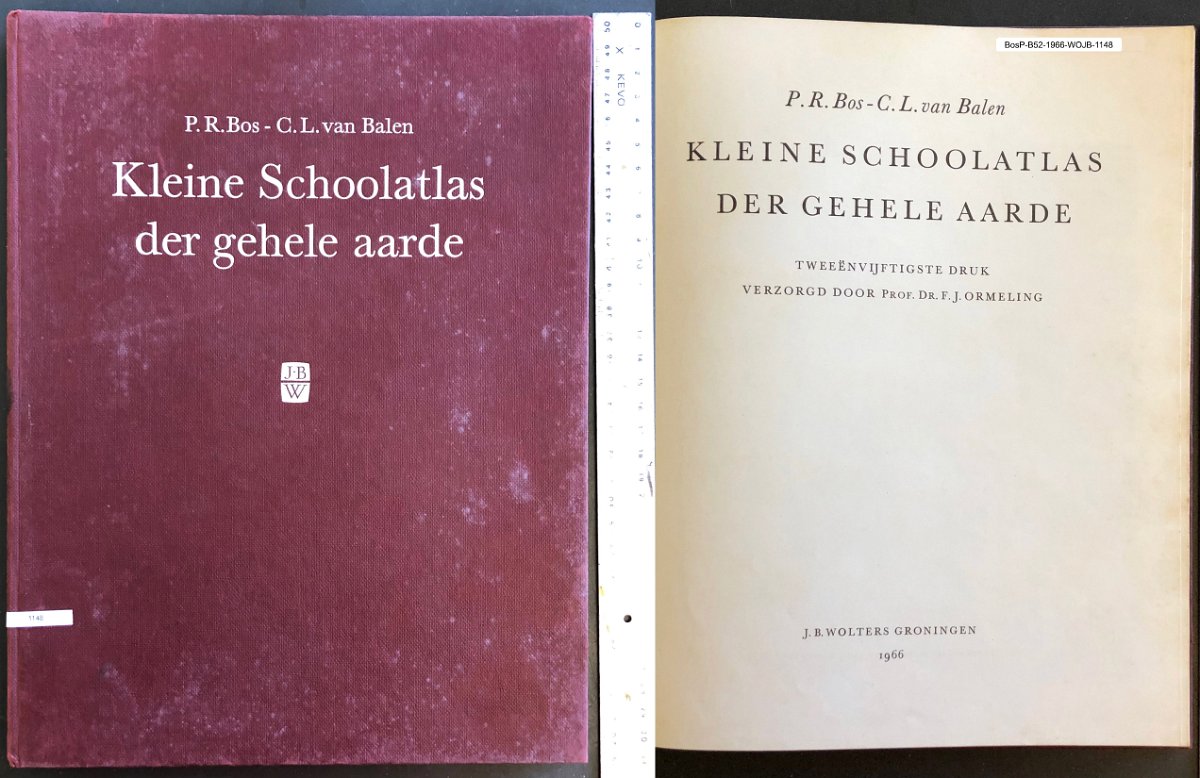 P. R. Bos - C. L. van Balen
Kleine Schoolatlas
der gehele aarde
J·B
W
1148
X KEVO
BosP-B52-1966-WOJB-1148
P. R. Bos - C. L. van Balen
KLEINE SCHOOLATLAS
DER GEHELE AARDE
TWEEËNVIJFTIGSTE DRUK
VERZORGD DOOR PROF. DR. F. J. ORMELING
J. B. WOLTERS GRONINGEN
1966